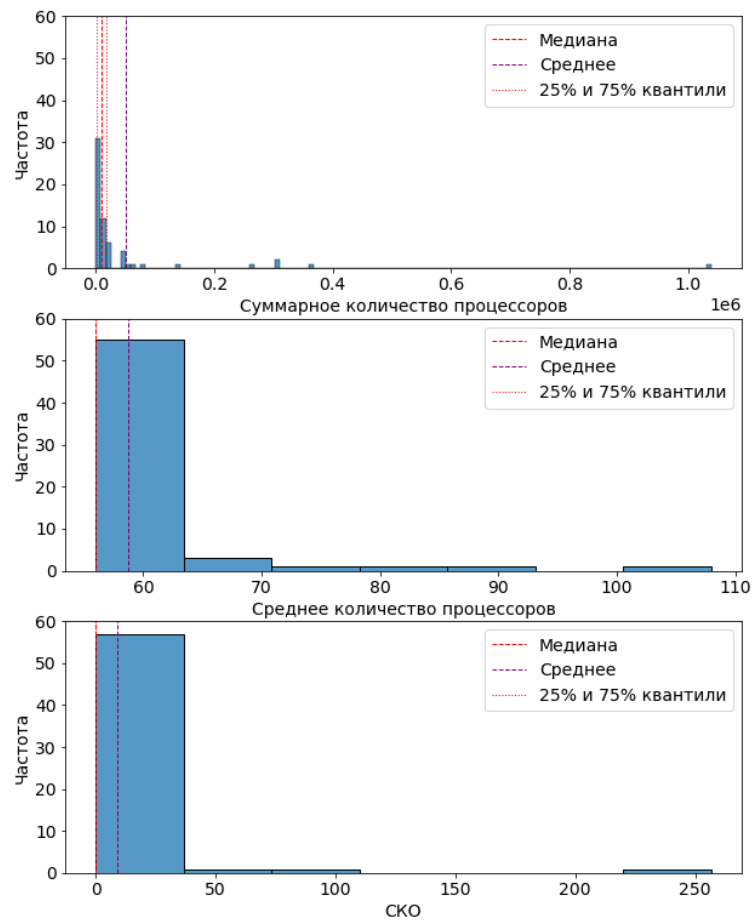 60
50
40
30
20
10
0
Частота
Медиана
Среднее
25% и 75% квантили
0.0 0.2 0.4 0.6 0.8 1.0
1e6
Суммарное количество процессоров
60
50
40
30
20
10
0
Частота
Медиана
Среднее
25% и 75% квантили
60 70 80 90 100 110
Среднее количество процессоров
60
50
40
30
20
10
0
Частота
Медиана
Среднее
25% и 75% квантили
0 50 100 150 200 250
СКО